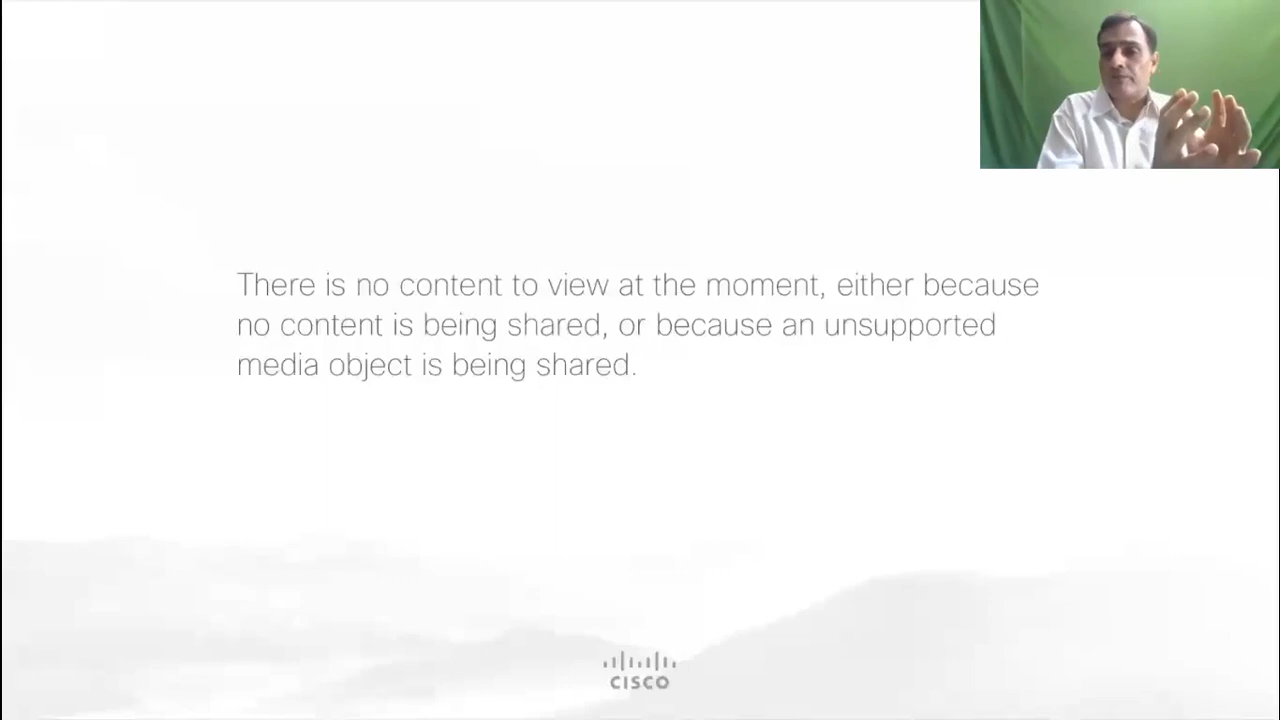 There is no content to view at the moment, either because
no content is being shared, or because an unsupported
media object is being shared.
CISCO